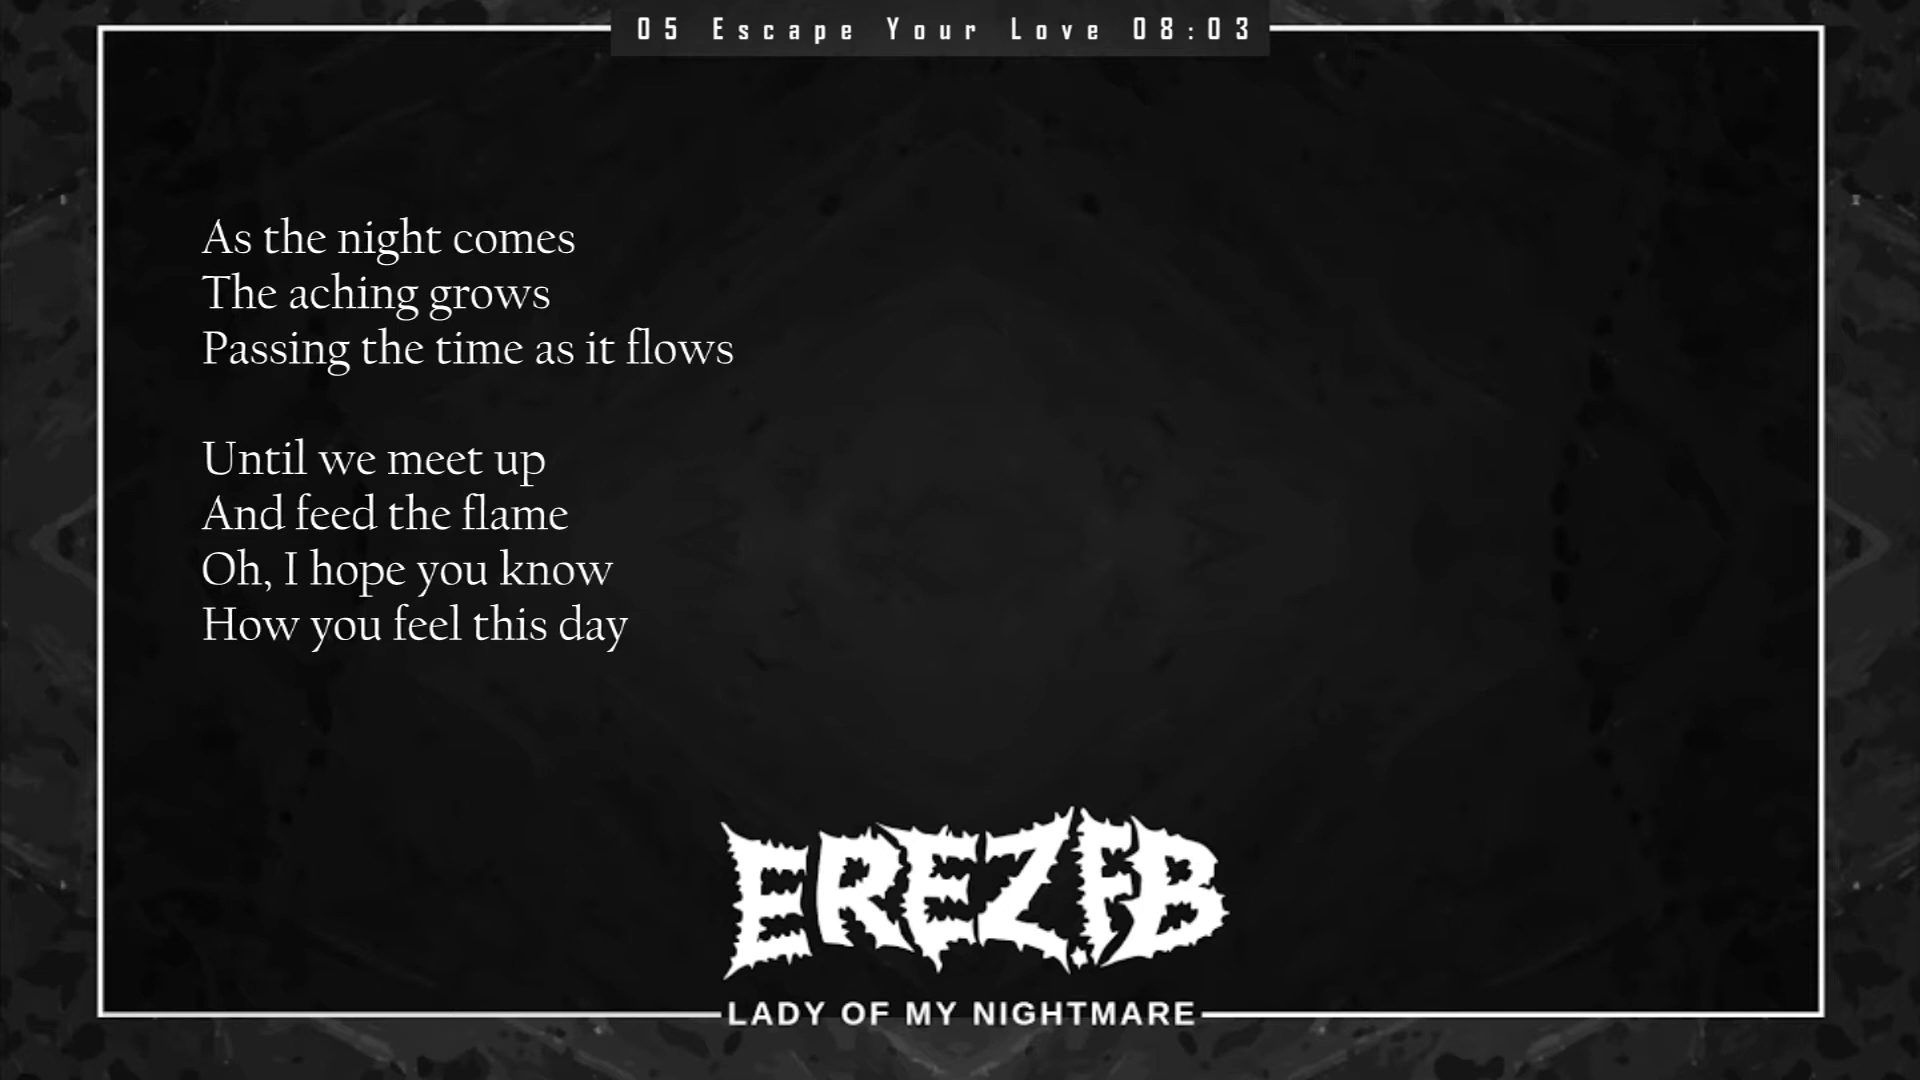 05 Escape Your Love 08:03
As the night comes
The aching grows
Passing the time as it flows
Until we meet up
And feed the flame
Oh, I hope you know
How you feel this day
EREZ.FB
LADY OF MY NIGHTMARE